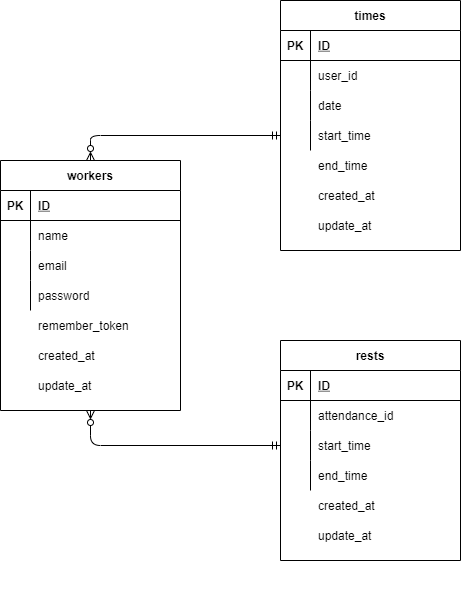 times
PK ID
user_id
date
start_time
end_time
created_at
update_at
workers
PK ID
name
email
password
remember_token
created_at
update_at
rests
PK ID
attendance_id
start_time
end_time
created_at
update_at